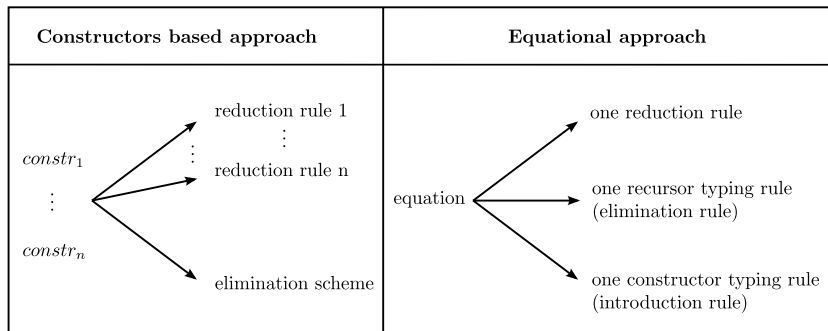 Constructors based approach
Equational approach
reduction rule 1
⋮
constr₁
⋮
reduction rule n
⋮
constrₙ
elimination scheme
one reduction rule
equation
one recursor typing rule
(elimination rule)
one constructor typing rule
(introduction rule)